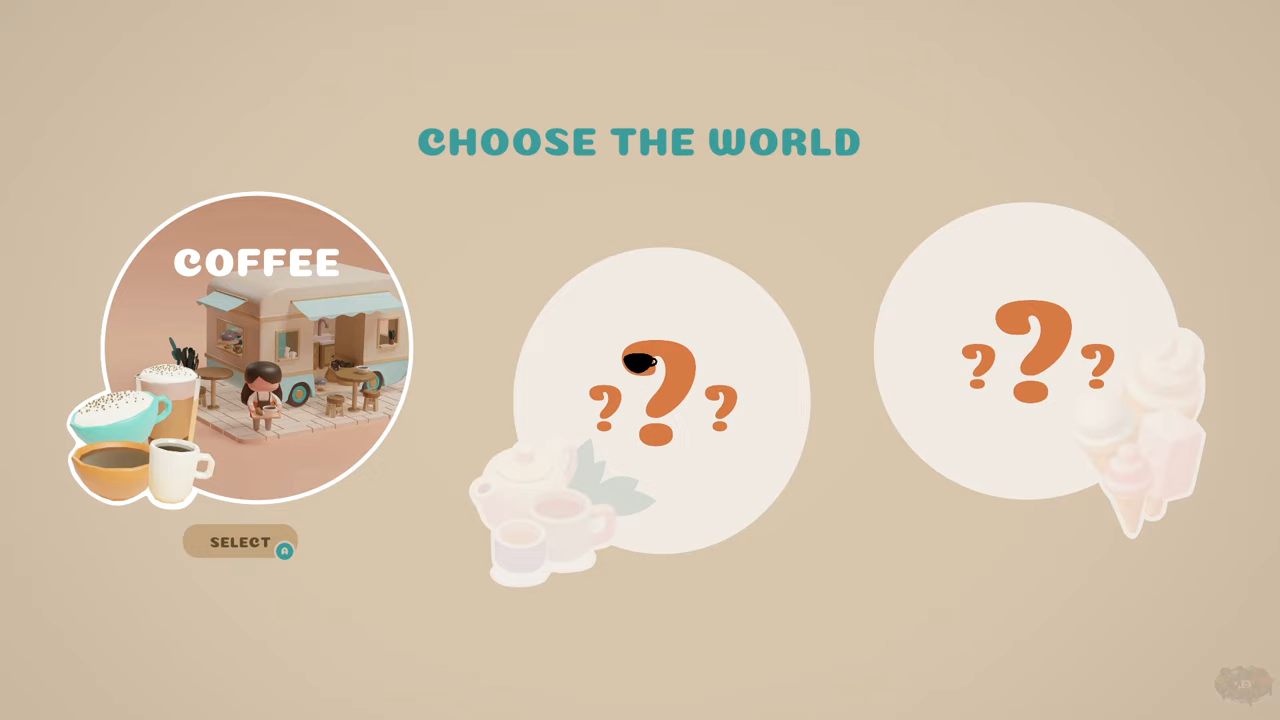 CHOOSE THE WORLD
COFFEE
? ? ?
? ? ?
SELECT
A